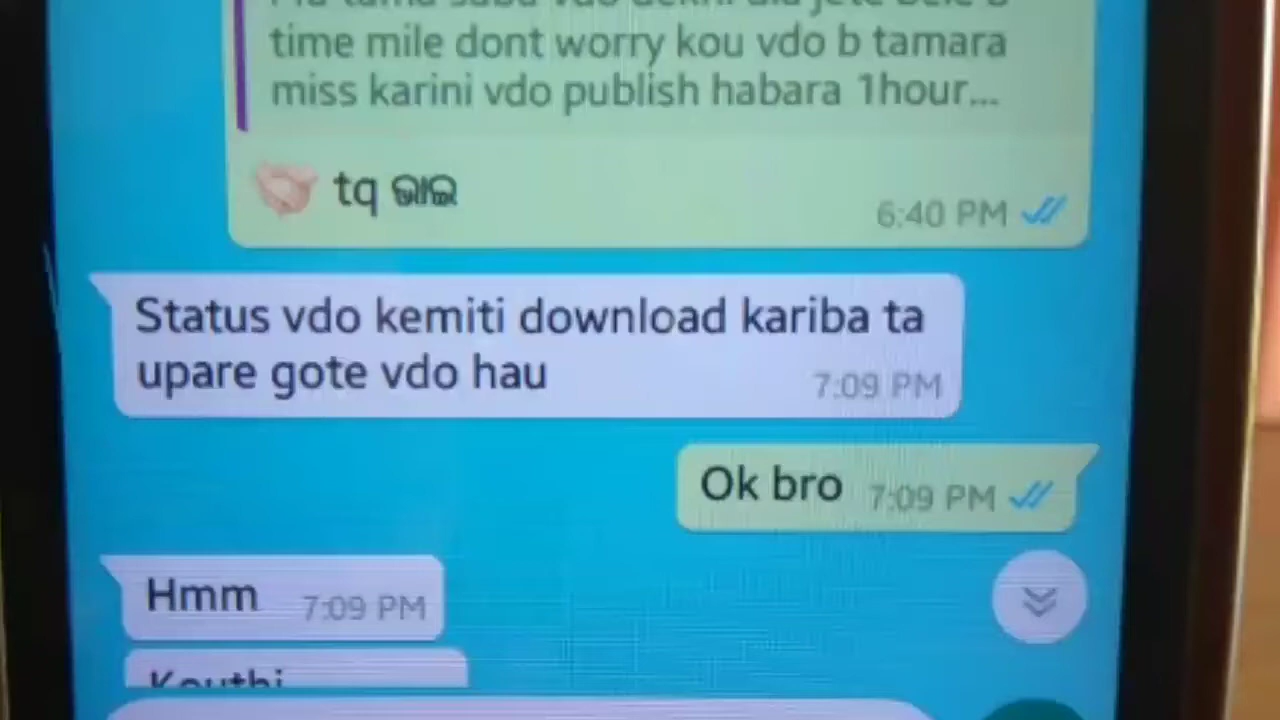 time mile dont worry kou vdo b tamara
miss karini vdo publish habara 1hour...
tq ଭାଇ
6:40 PM
Status vdo kemiti download kariba ta
upare gote vdo hau
7:09 PM
Ok bro 7:09 PM
Hmm 7:09 PM
Kouthi